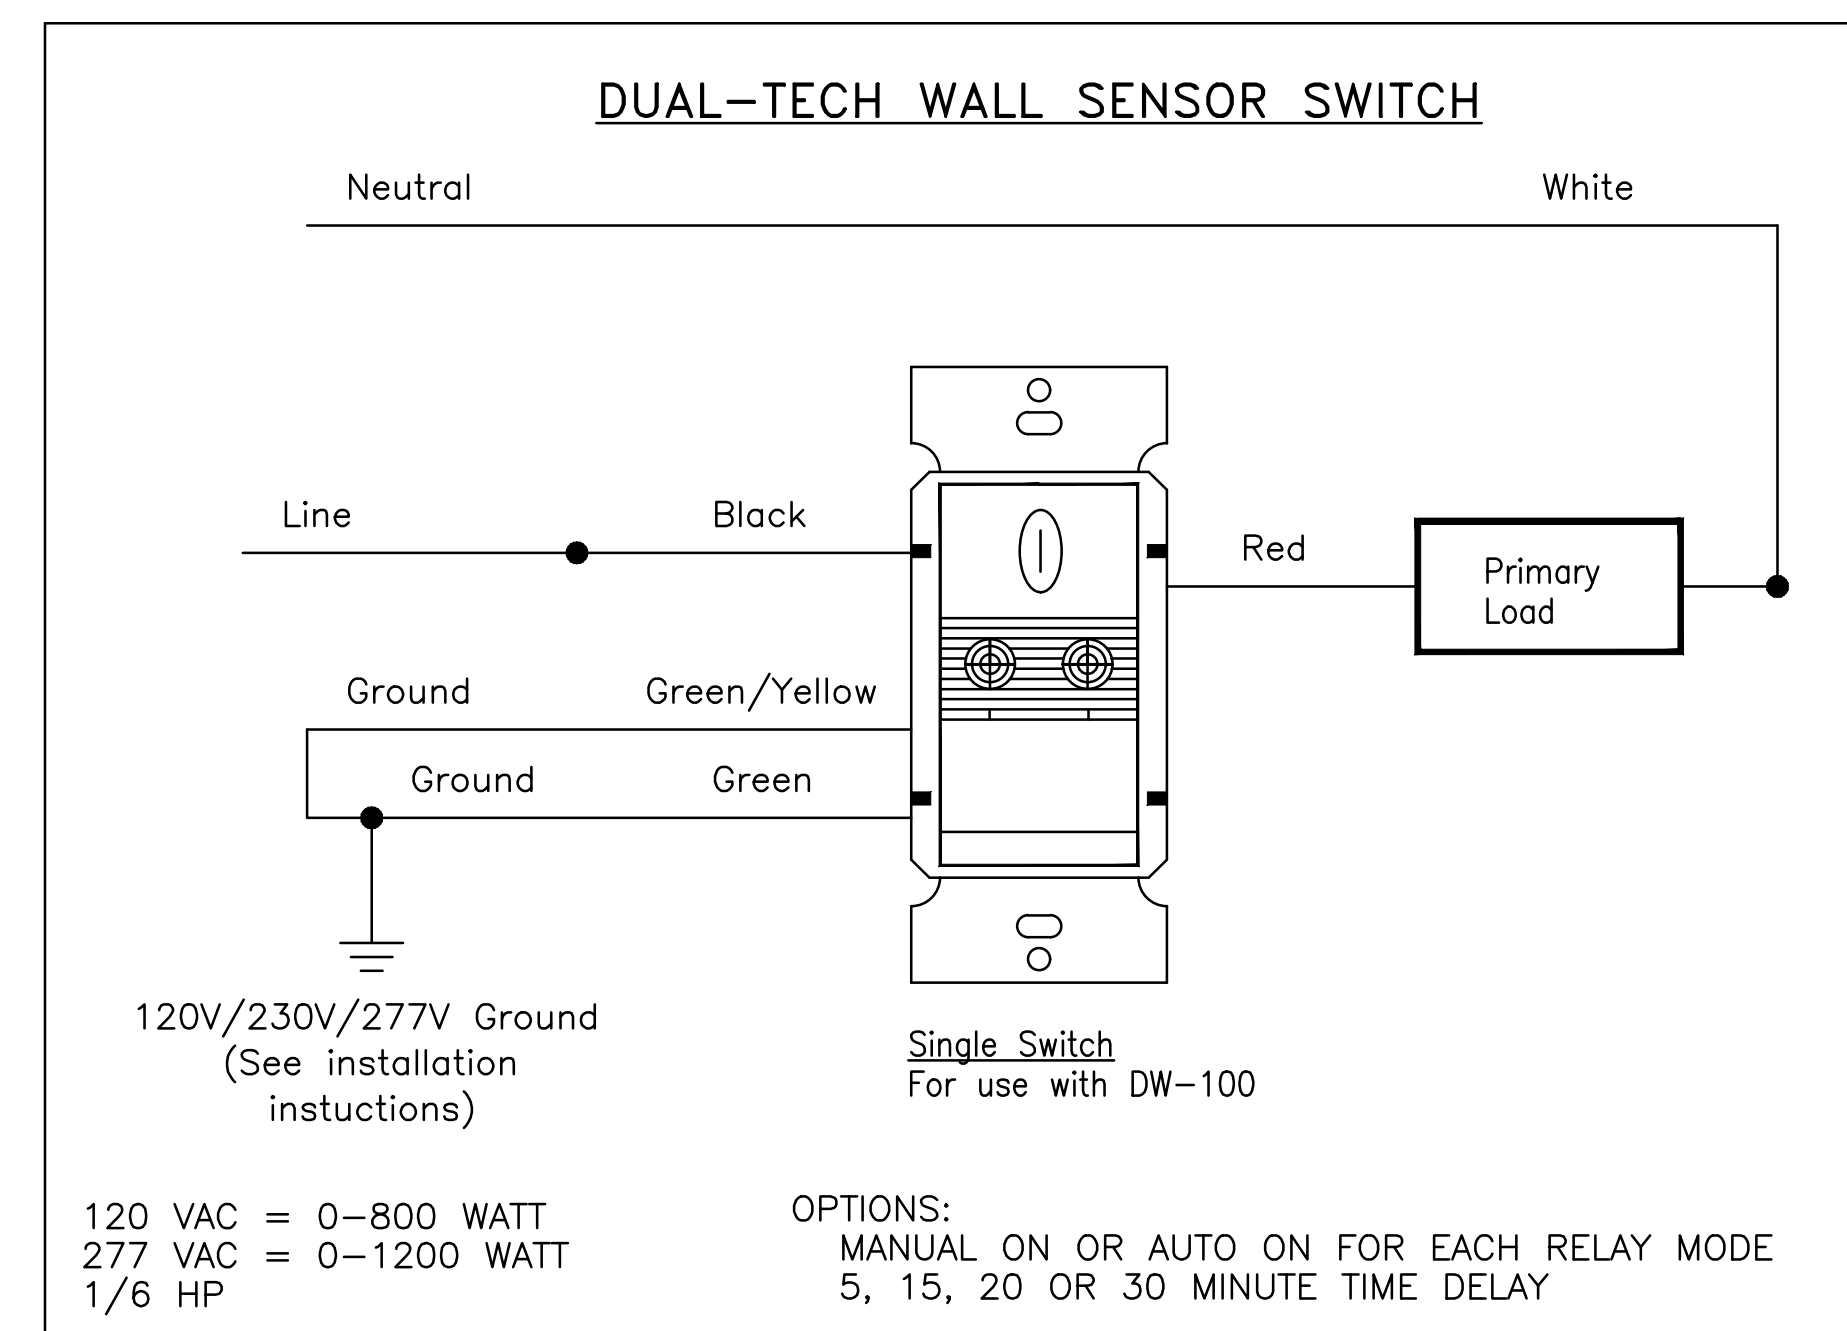 DUAL-TECH WALL SENSOR SWITCH
Neutral
White
Line
Black
Red
Primary
Load
Ground
Green/Yellow
Ground
Green
120V/230V/277V Ground
(See installation
instuctions)
Single Switch
For use with DW-100
120 VAC = 0-800 WATT
277 VAC = 0-1200 WATT
1/6 HP
OPTIONS:
MANUAL ON OR AUTO ON FOR EACH RELAY MODE
5, 15, 20 OR 30 MINUTE TIME DELAY